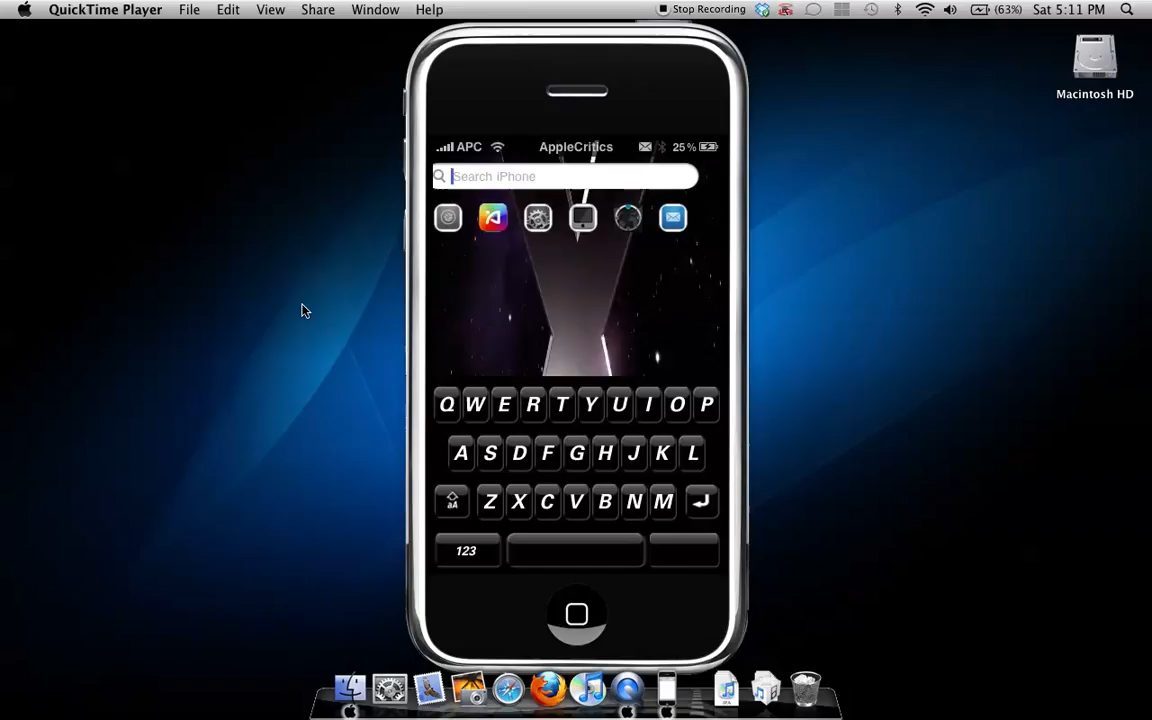 QuickTime Player File Edit View Share Window Help Stop Recording (63%) Sat 5:11 PM
Macintosh HD
APC AppleCritics 25%
Search iPhone
Q W E R T Y U I O P
A S D F G H J K L
aA Z X C V B N M
123